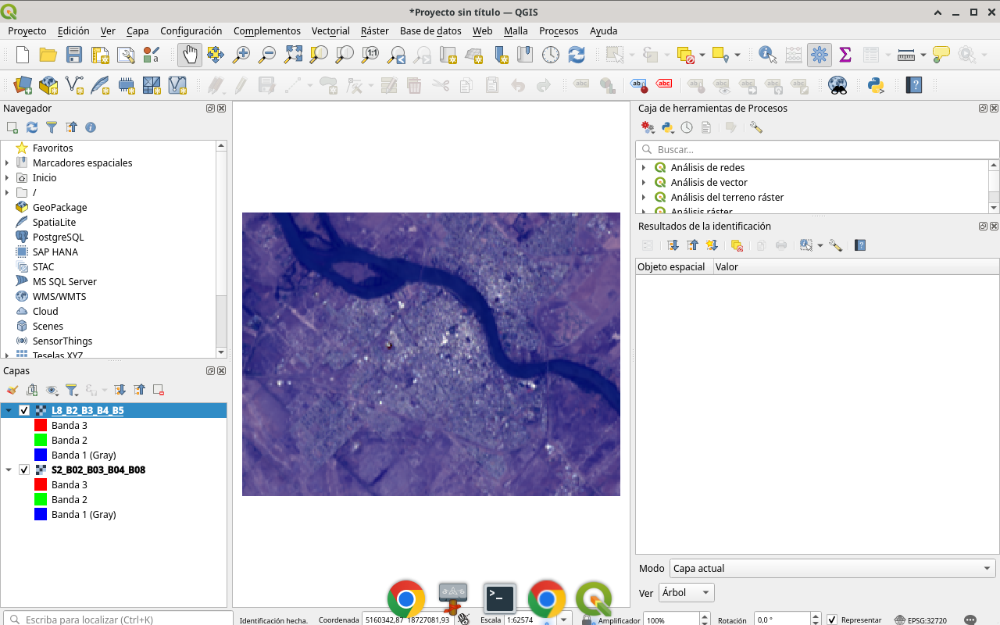 *Proyecto sin título — QGIS
Proyecto Edición Ver Capa Configuración Complementos Vectorial Ráster Base de datos Web Malla Procesos Ayuda
1:1
abc abc abc
Navegador
Favoritos
Marcadores espaciales
Inicio
/
GeoPackage
SpatiaLite
PostgreSQL
SAP HANA
STAC
MS SQL Server
WMS/WMTS
Cloud
Scenes
SensorThings
Teselas XYZ
Capas
L8_B2_B3_B4_B5
Banda 3
Banda 2
Banda 1 (Gray)
S2_B02_B03_B04_B08
Banda 3
Banda 2
Banda 1 (Gray)
Caja de herramientas de Procesos
Buscar...
Análisis de redes
Análisis de vector
Análisis del terreno ráster
Análisis ráster
Resultados de la identificación
Objeto espacial Valor
Modo Capa actual
Ver Árbol
Escriba para localizar (Ctrl+K) Identificación hecha. Coordenada 5160342,87 18727081,93 Escala 1:62574 Amplificador 100% Rotación 0,0 ° Representar EPSG:32720